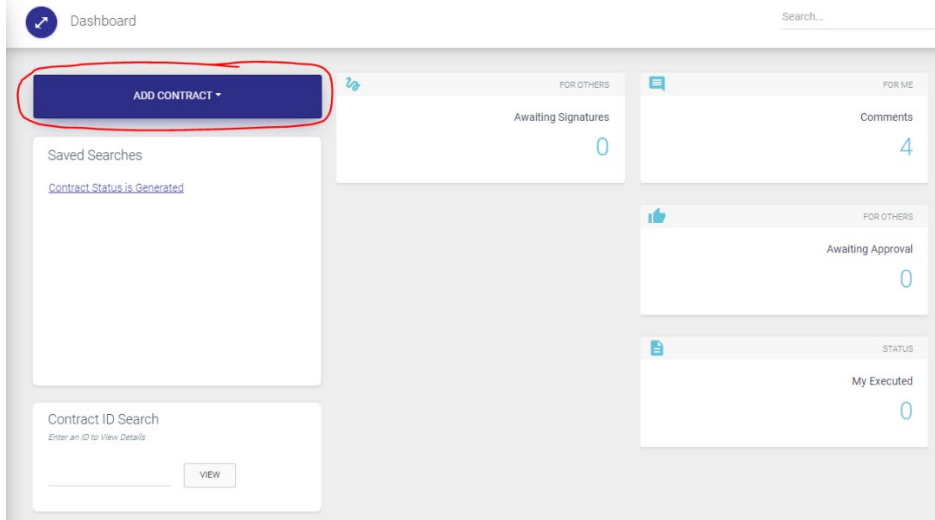 Dashboard
Search...
ADD CONTRACT
Saved Searches
Contract Status is Generated
Contract ID Search
Enter an ID to View Details
VIEW
FOR OTHERS
Awaiting Signatures
0
FOR ME
Comments
4
FOR OTHERS
Awaiting Approval
0
STATUS
My Executed
0